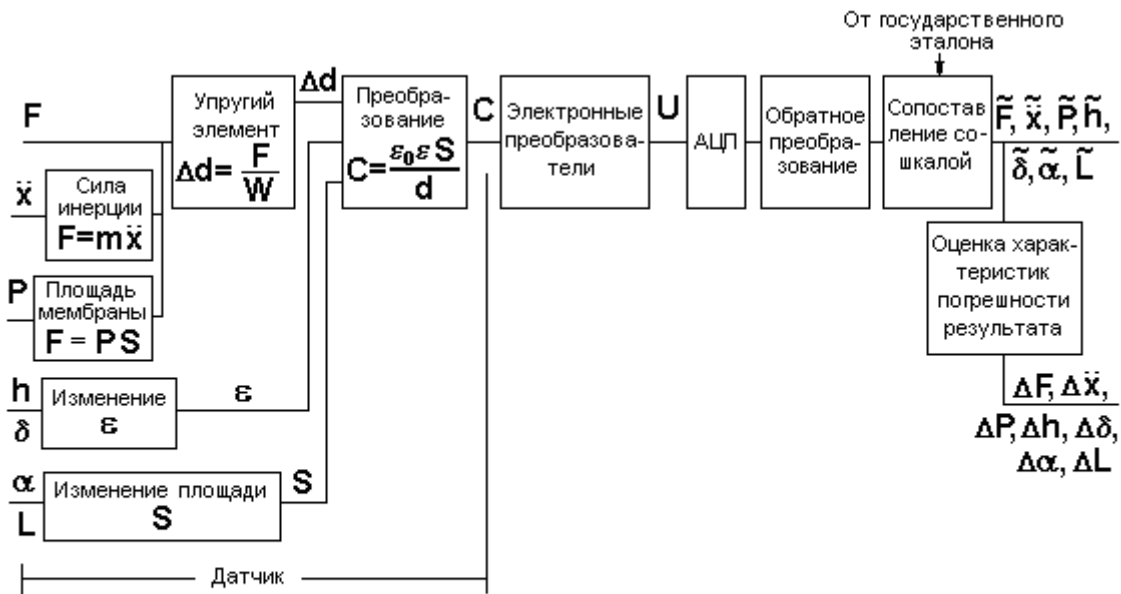 От государственного
эталона
F
Упругий
элемент
Δd = F/W
Δd
Преобра-
зование
C = ε₀ε S/d
C
Электронные
преобразова-
тели
U
АЦП
Обратное
преобра-
зование
Сопостав
ление со-
шкалой
F̃, ẍ̃, P̃, h̃,
δ̃, α̃, L̃
ẍ
Сила
инерции
F=mẍ
P
Площадь
мембраны
F = PS
h
δ
Изменение
ε
ε
α
L
Изменение площади
S
S
Оценка харак-
теристик
погрешности
результата
ΔF, Δẍ,
ΔP, Δh, Δδ,
Δα, ΔL
Датчик